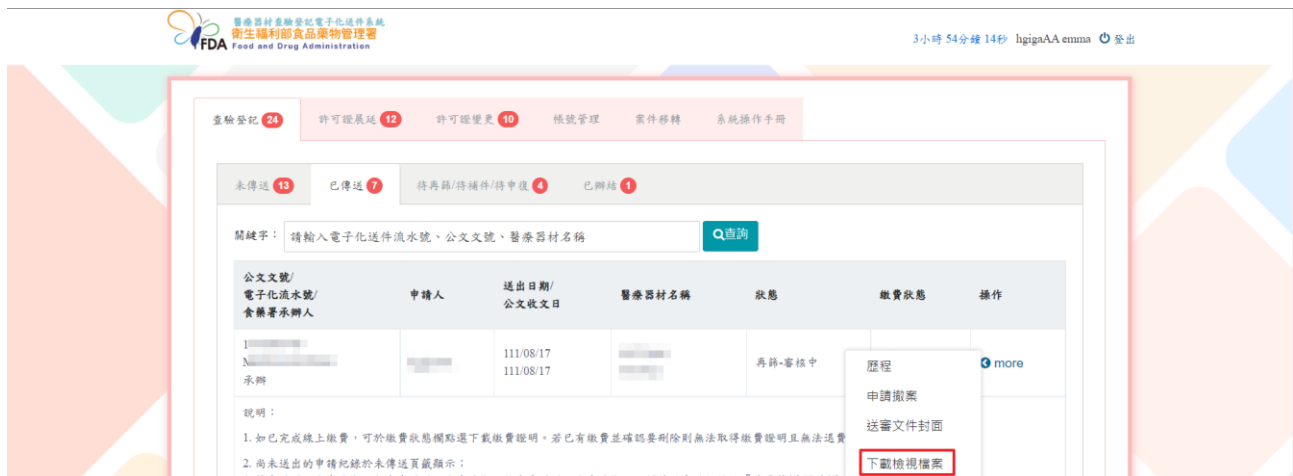 醫療器材查驗登記電子化送件系統
衛生福利部食品藥物管理署
FDA Food and Drug Administration
3小時 54分鐘 14秒 hgigaAA emma 登出
查驗登記 24 許可證展延 12 許可證變更 10 帳號管理 案件移轉 系統操作手冊
未傳送 13 已傳送 7 待再篩/待補件/待申復 4 已辦結 1
關鍵字： 請輸入電子化送件流水號、公文文號、醫療器材名稱 查詢
公文文號/
電子化流水號/
食藥署承辦人
申請人
送出日期/
公文收文日
醫療器材名稱
狀態
繳費狀態
操作
1
N
承辦
111/08/17
111/08/17
再篩-審核中
more
歷程
申請撤案
送審文件封面
下載檢視檔案
說明：
1. 如已完成線上繳費，可於繳費狀態欄點選下載繳費證明。若已有繳費並確認要刪除則無法取得繳費證明且無法退費
2. 尚未送出的申請紀錄於未傳送頁籤顯示；